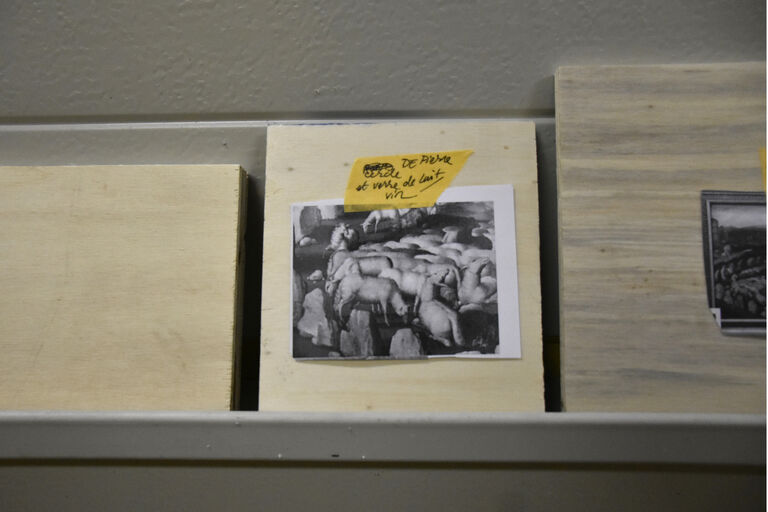 cercle DE Pierre
et verre de lait
vin